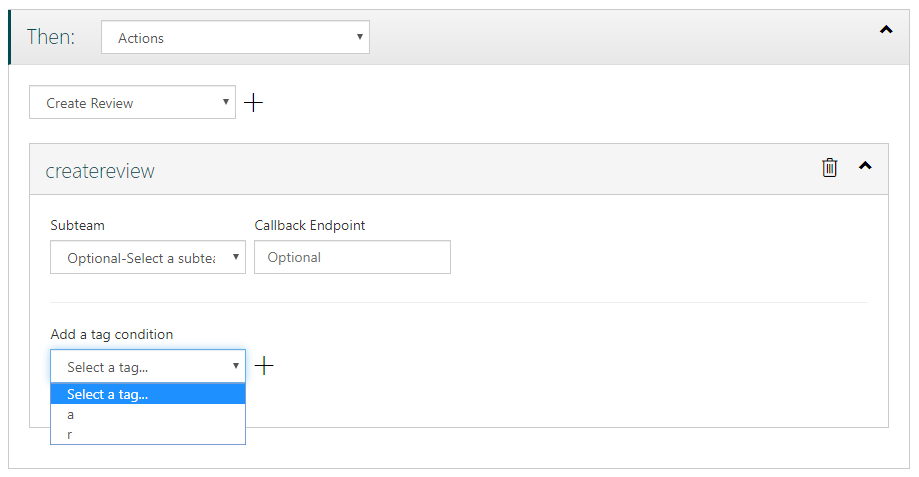 Then: Actions
Create Review
createreview
Subteam Callback Endpoint
Optional-Select a subtea Optional
Add a tag condition
Select a tag...
Select a tag...
a
r